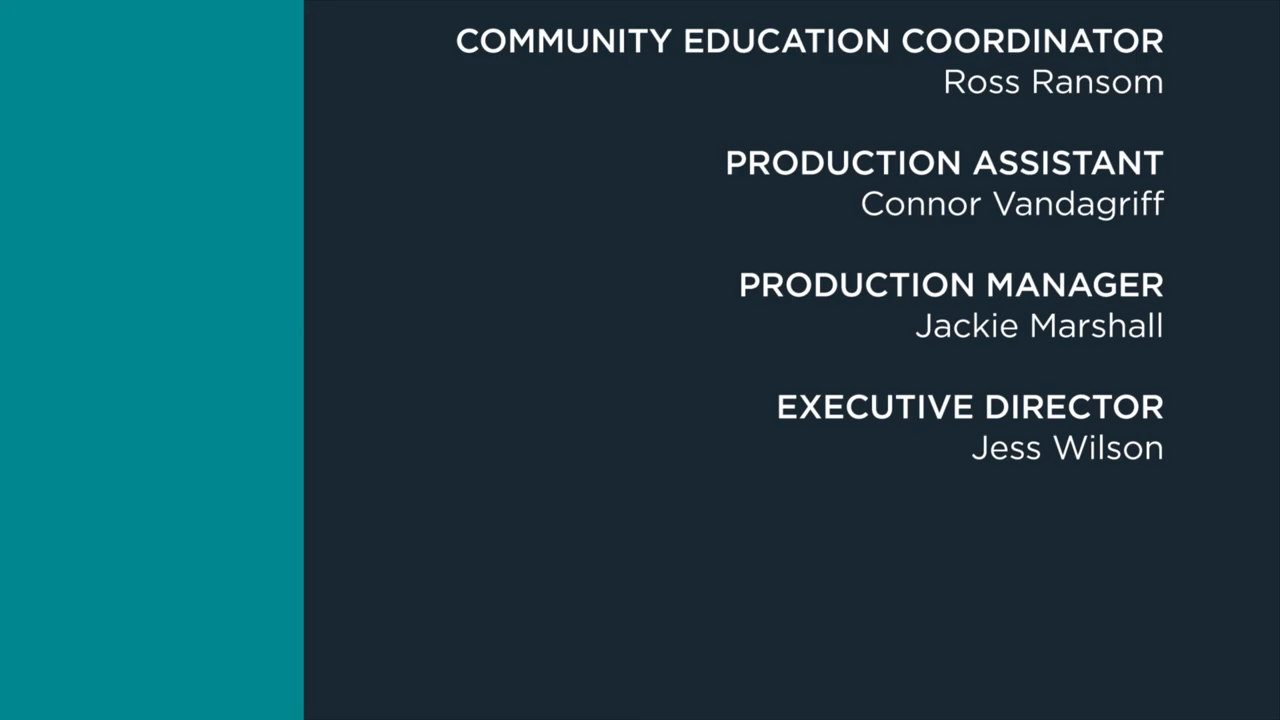 COMMUNITY EDUCATION COORDINATOR
Ross Ransom
PRODUCTION ASSISTANT
Connor Vandagriff
PRODUCTION MANAGER
Jackie Marshall
EXECUTIVE DIRECTOR
Jess Wilson